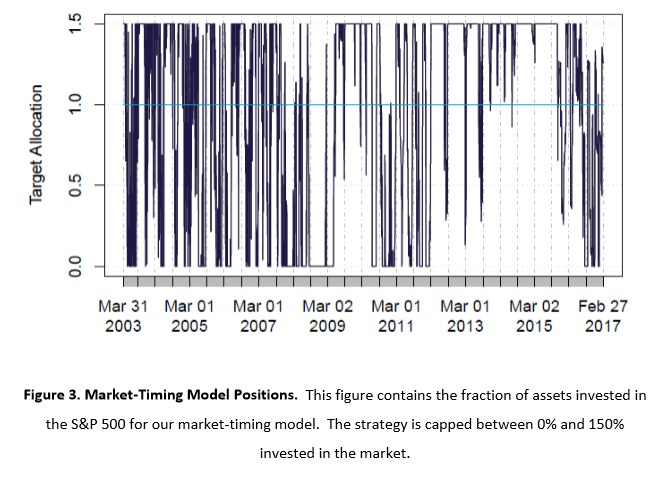 1.5
1.0
0.5
0.0
Target Allocation
Mar 31 Mar 01 Mar 01 Mar 02 Mar 01 Mar 01 Mar 02 Feb 27
2003 2005 2007 2009 2011 2013 2015 2017
Figure 3. Market-Timing Model Positions. This figure contains the fraction of assets invested in
the S&P 500 for our market-timing model. The strategy is capped between 0% and 150%
invested in the market.